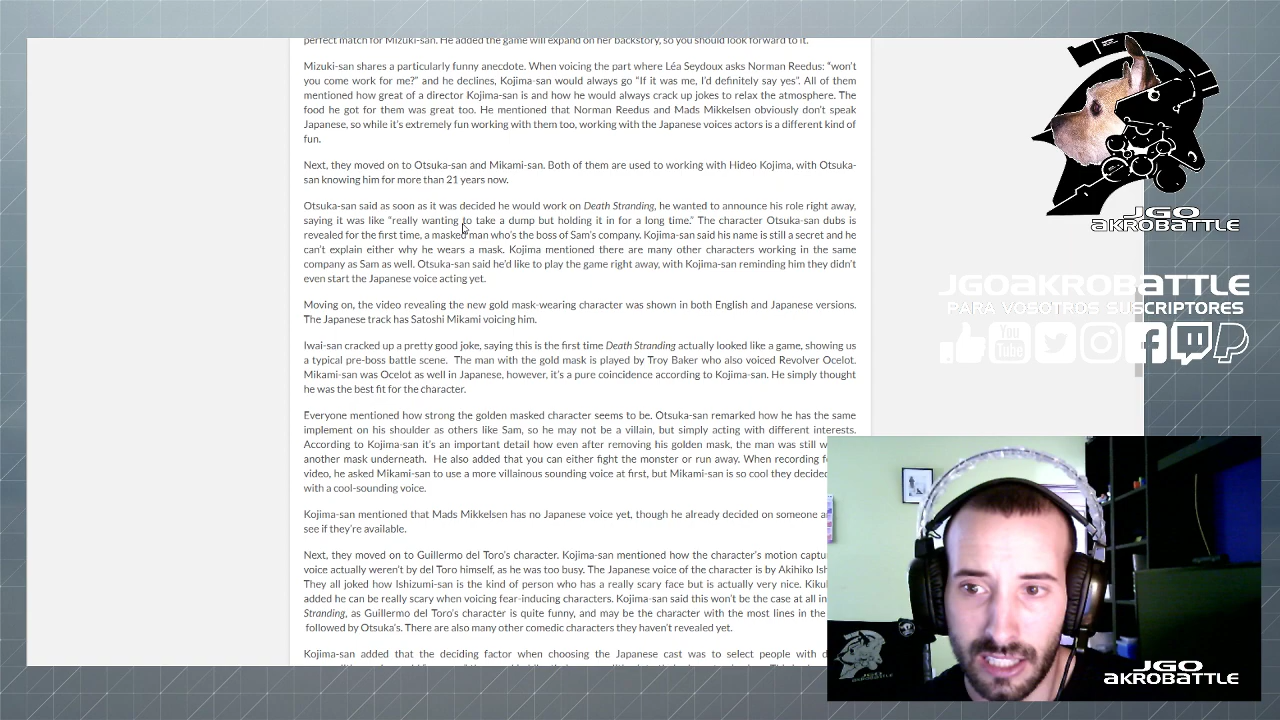 perfect match for Mizuki-san. He added the game will expand on her backstory, so you should look forward to it.
Mizuki-san shares a particularly funny anecdote. When voicing the part where Léa Seydoux asks Norman Reedus: “won’t
you come work for me?” and he declines, Kojima-san would always go “If it was me, I’d definitely say yes”. All of them
mentioned how great of a director Kojima-san is and how he would always crack up jokes to relax the atmosphere. The
food he got for them was great too. He mentioned that Norman Reedus and Mads Mikkelsen obviously don’t speak
Japanese, so while it’s extremely fun working with them too, working with the Japanese voices actors is a different kind of
fun.
Next, they moved on to Otsuka-san and Mikami-san. Both of them are used to working with Hideo Kojima, with Otsuka-
san knowing him for more than 21 years now.
Otsuka-san said as soon as it was decided he would work on Death Stranding, he wanted to announce his role right away,
saying it was like “really wanting to take a dump but holding it in for a long time.” The character Otsuka-san dubs is
revealed for the first time, a masked man who’s the boss of Sam’s company. Kojima-san said his name is still a secret and he
can’t explain either why he wears a mask. Kojima mentioned there are many other characters working in the same
company as Sam as well. Otsuka-san said he’d like to play the game right away, with Kojima-san reminding him they didn’t
even start the Japanese voice acting yet.
Moving on, the video revealing the new gold mask-wearing character was shown in both English and Japanese versions.
The Japanese track has Satoshi Mikami voicing him.
Iwai-san cracked up a pretty good joke, saying this is the first time Death Stranding actually looked like a game, showing us
a typical pre-boss battle scene. The man with the gold mask is played by Troy Baker who also voiced Revolver Ocelot.
Mikami-san was Ocelot as well in Japanese, however, it’s a pure coincidence according to Kojima-san. He simply thought
he was the best fit for the character.
Everyone mentioned how strong the golden masked character seems to be. Otsuka-san remarked how he has the same
implement on his shoulder as others like Sam, so he may not be a villain, but simply acting with different interests.
According to Kojima-san it’s an important detail how even after removing his golden mask, the man was still w
another mask underneath. He also added that you can either fight the monster or run away. When recording f
video, he asked Mikami-san to use a more villainous sounding voice at first, but Mikami-san is so cool they decided
with a cool-sounding voice.
Kojima-san mentioned that Mads Mikkelsen has no Japanese voice yet, though he already decided on someone a
see if they’re available.
Next, they moved on to Guillermo del Toro’s character. Kojima-san mentioned how the character’s motion captu
voice actually weren’t by del Toro himself, as he was too busy. The Japanese voice of the character is by Akihiko Ish
They all joked how Ishizumi-san is the kind of person who has a really scary face but is actually very nice. Kiku
added he can be really scary when voicing fear-inducing characters. Kojima-san said this won’t be the case at all in
Stranding, as Guillermo del Toro’s character is quite funny, and may be the character with the most lines in the
followed by Otsuka’s. There are also many other comedic characters they haven’t revealed yet.
Kojima-san added that the deciding factor when choosing the Japanese cast was to select people with d
JGO
AKROBATTLE
JGOAKROBATTLE
PARA VOSOTROS SUSCRIPTORES
You
Tube
JGO
AKROBATTLE